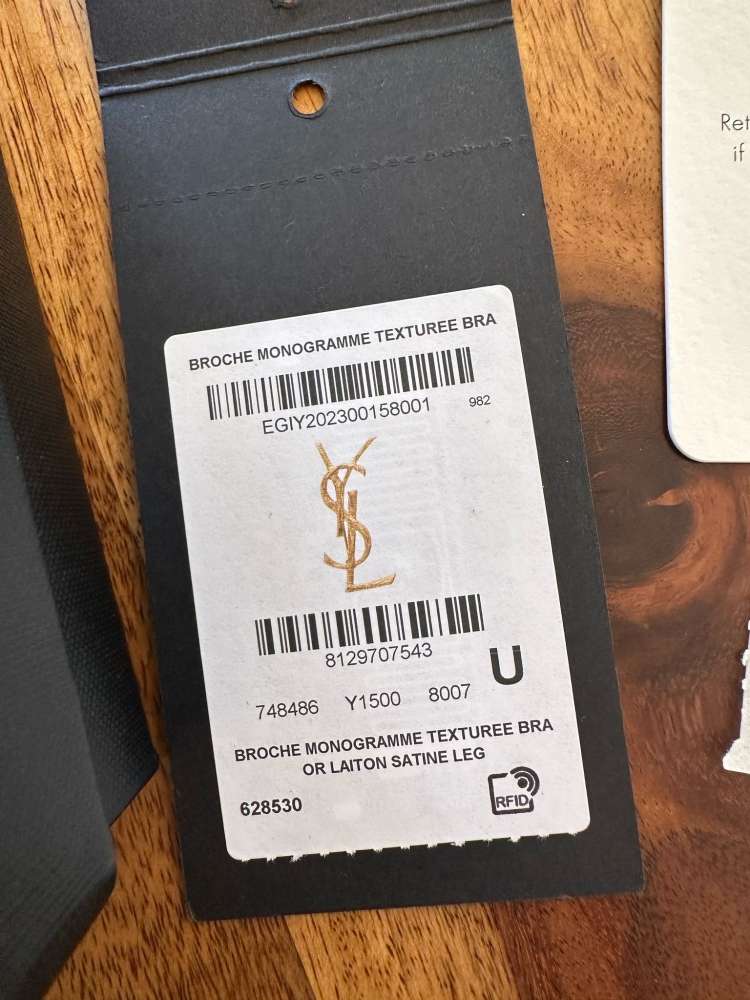 BROCHE MONOGRAMME TEXTUREE BRA
EGIY202300158001 982
YSL
8129707543
U
748486 Y1500 8007
BROCHE MONOGRAMME TEXTUREE BRA
OR LAITON SATINE LEG
628530
RFID
Ret
if